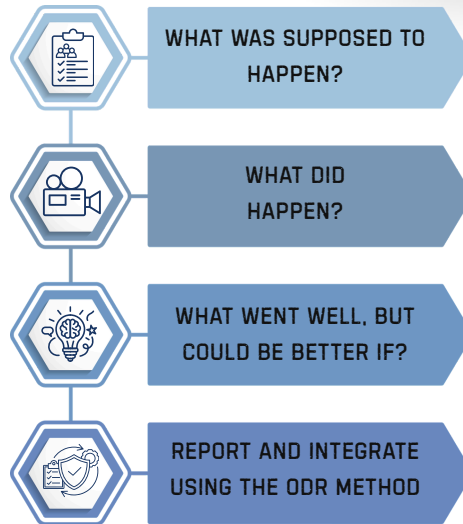 WHAT WAS SUPPOSED TO
HAPPEN?
WHAT DID
HAPPEN?
WHAT WENT WELL, BUT
COULD BE BETTER IF?
REPORT AND INTEGRATE
USING THE ODR METHOD